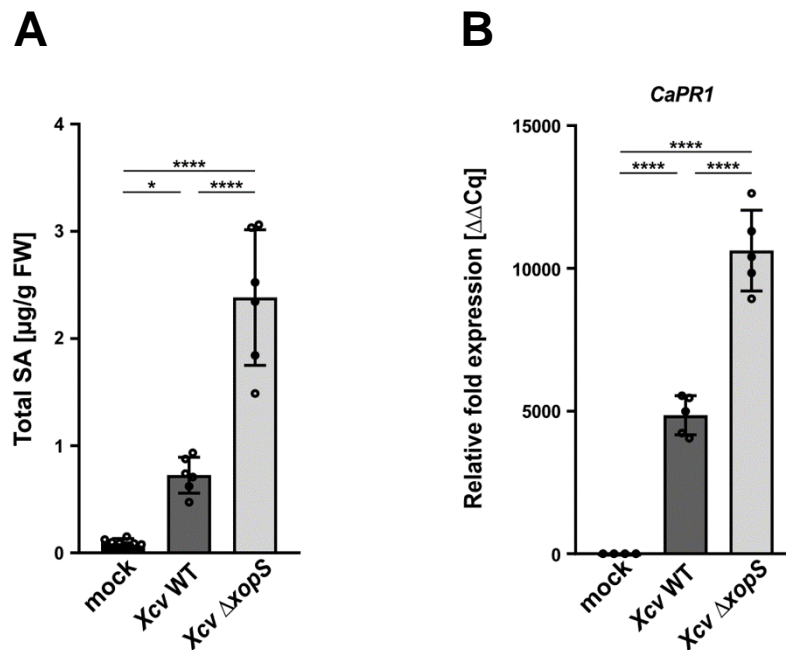 A
Total SA [µg/g FW]
4
3
2
1
0
****
*
****
mock
Xcv WT
Xcv ΔxopS
B
CaPR1
Relative fold expression [ΔΔCq]
15000
10000
5000
0
****
****
****
mock
Xcv WT
Xcv ΔxopS